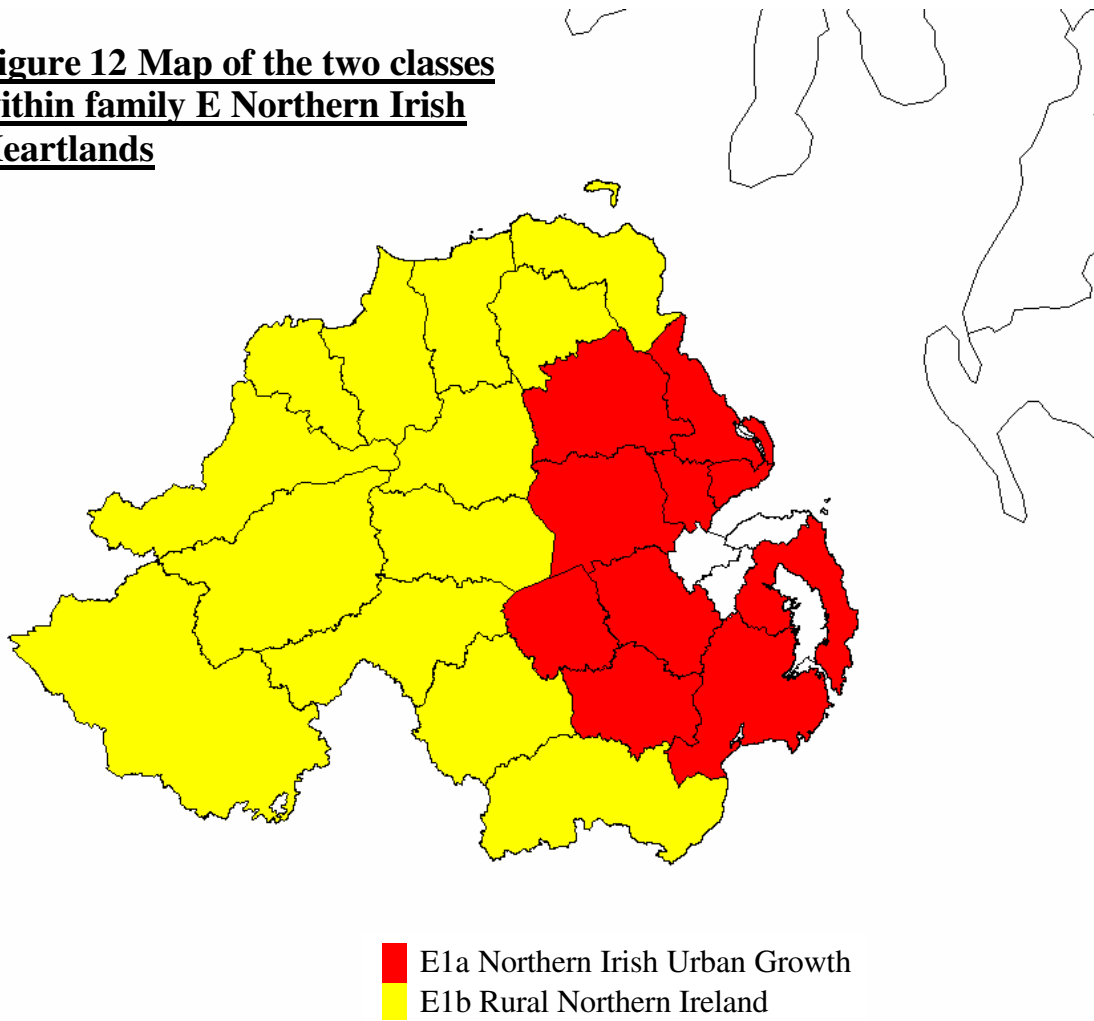 igure 12 Map of the two classes
ithin family E Northern Irish
eartlands
E1a Northern Irish Urban Growth
E1b Rural Northern Ireland